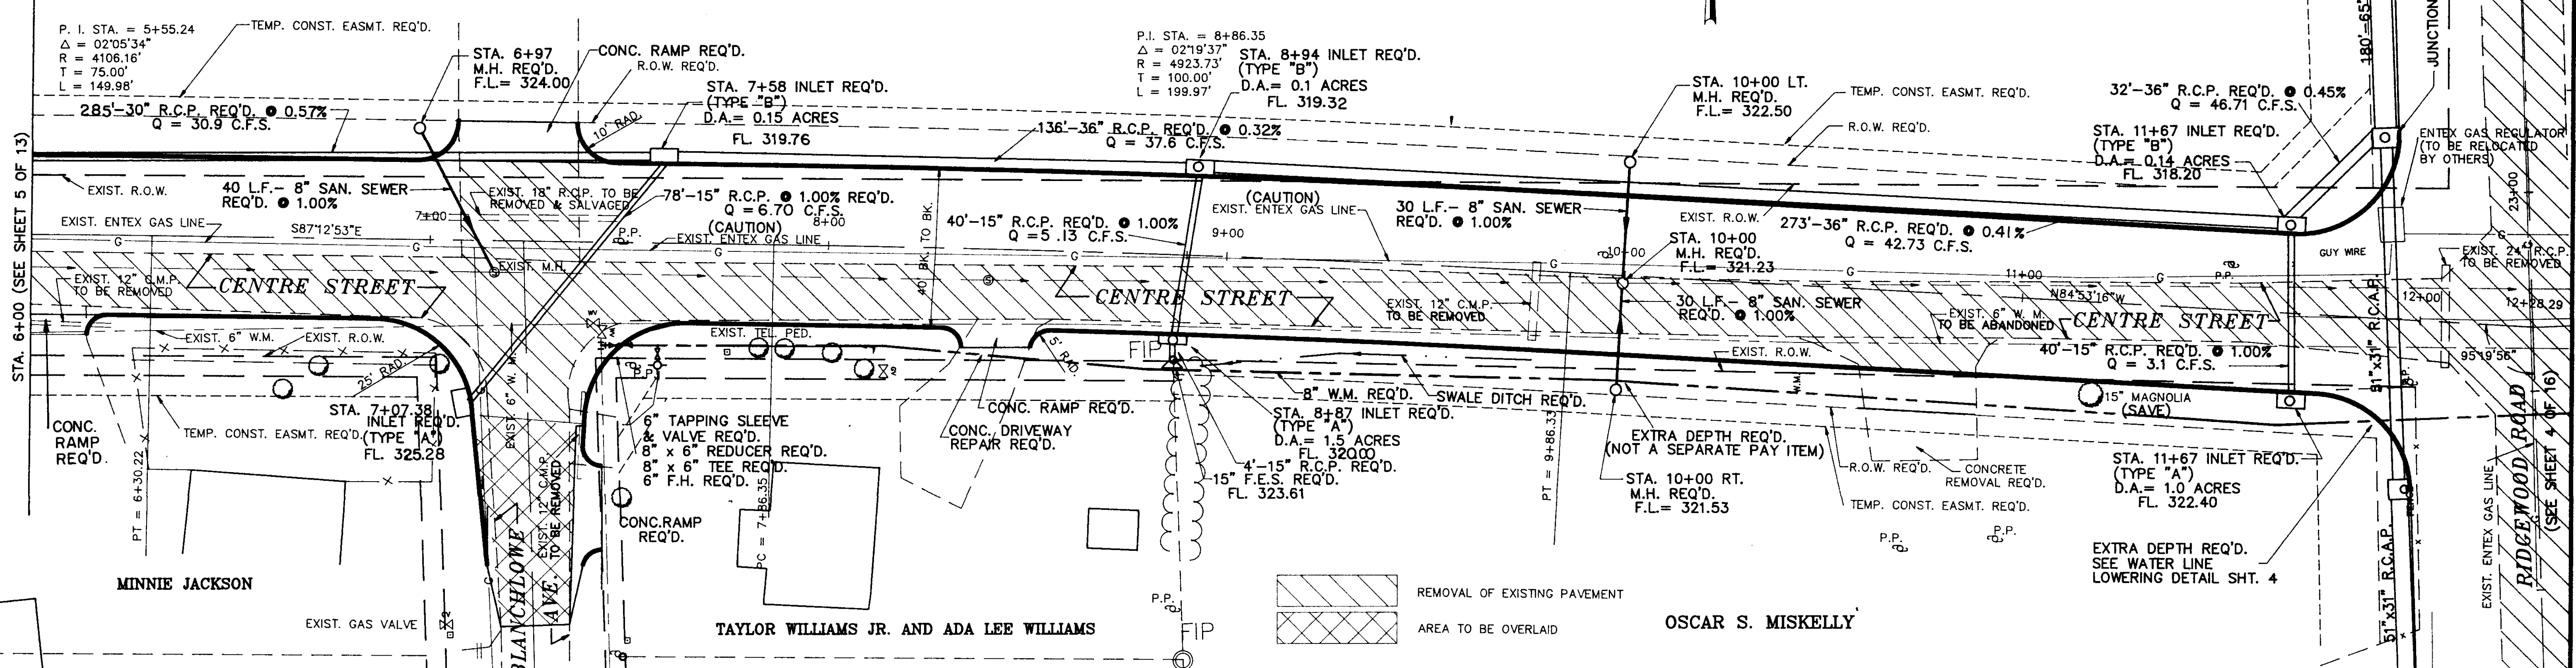 P. I. STA. = 5+55.24
Δ = 02°05'34"
R = 4106.16'
T = 75.00'
L = 149.98'
TEMP. CONST. EASMT. REQ'D.
STA. 6+97
M.H. REQ'D.
F.L.= 324.00
CONC. RAMP REQ'D.
R.O.W. REQ'D.
STA. 7+58 INLET REQ'D.
(TYPE "B")
D.A.= 0.15 ACRES
FL. 319.76
10' RAD.
P.I. STA. = 8+86.35
Δ = 02°19'37"
R = 4923.73'
T = 100.00'
L = 199.97'
STA. 8+94 INLET REQ'D.
(TYPE "B")
D.A.= 0.1 ACRES
FL. 319.32
STA. 10+00 LT.
M.H. REQ'D.
F.L.= 322.50
TEMP. CONST. EASMT. REQ'D.
R.O.W. REQ'D.
32'-36" R.C.P. REQ'D. @ 0.45%
Q = 46.71 C.F.S.
STA. 11+67 INLET REQ'D.
(TYPE "B")
D.A.= 0.14 ACRES
FL. 318.20
180'-65"
JUNCTION
ENTEX GAS REGULATOR
(TO BE RELOCATED
BY OTHERS)
285'-30" R.C.P. REQ'D. @ 0.57%
Q = 30.9 C.F.S.
136'-36" R.C.P. REQ'D. @ 0.32%
Q = 37.6 C.F.S.
STA. 6+00 (SEE SHEET 5 OF 13)
EXIST. R.O.W.
40 L.F.- 8" SAN. SEWER
REQ'D. @ 1.00%
EXIST. 18" R.C.P. TO BE
REMOVED & SALVAGED
78'-15" R.C.P. @ 1.00% REQ'D.
Q = 6.70 C.F.S.
(CAUTION)
7+00
8+00
EXIST. ENTEX GAS LINE
S87°12'53"E
P.P.
EXIST. ENTEX GAS LINE
40' BK. TO BK.
40'-15" R.C.P. REQ'D. @ 1.00%
Q = 5.13 C.F.S.
(CAUTION)
EXIST. ENTEX GAS LINE
9+00
30 L.F.- 8" SAN. SEWER
REQ'D. @ 1.00%
EXIST. R.O.W.
STA. 10+00
M.H. REQ'D.
F.L.= 321.23
10+00
273'-36" R.C.P. REQ'D. @ 0.41%
Q = 42.73 C.F.S.
11+00
P.P.
GUY WIRE
23+00
EXIST. 24" R.C.P.
TO BE REMOVED
EXIST. 12" C.M.P.
TO BE REMOVED
CENTRE STREET
EXIST. M.H.
CENTRE STREET
EXIST. 12" C.M.P
TO BE REMOVED
30 L.F.- 8" SAN. SEWER
REQ'D. @ 1.00%
N84°53'16"W
EXIST. 6" W. M.
TO BE ABANDONED
CENTRE STREET
12+00
12+28.29
95°19'56"
EXIST. 6" W.M.
EXIST. R.O.W.
EXIST. TEL. PED.
WV
FIP
5' RAD.
EXIST. R.O.W.
40'-15" R.C.P. REQ'D. @ 1.00%
Q = 3.1 C.F.S.
51"x31" R.C.A.P.
P.P.
25' RAD.
P.P.
8" W.M. REQ'D.
SWALE DITCH REQ'D.
W.M.
15" MAGNOLIA
(SAVE)
CONC.
RAMP
REQ'D.
TEMP. CONST. EASMT. REQ'D.
STA. 7+07.38
INLET REQ'D.
(TYPE "A")
FL. 325.28
EXIST. 6" W. M.
6" TAPPING SLEEVE
& VALVE REQ'D.
8" x 6" REDUCER REQ'D.
8" x 6" TEE REQ'D.
6" F.H. REQ'D.
CONC. RAMP REQ'D.
CONC. DRIVEWAY
REPAIR REQ'D.
STA. 8+87 INLET REQ'D.
(TYPE "A")
D.A.= 1.5 ACRES
FL. 320.00
4'-15" R.C.P. REQ'D.
15" F.E.S. REQ'D.
FL. 323.61
PT = 9+86.33
EXTRA DEPTH REQ'D.
(NOT A SEPARATE PAY ITEM)
STA. 10+00 RT.
M.H. REQ'D.
F.L.= 321.53
R.O.W. REQ'D.
CONCRETE
REMOVAL REQ'D.
TEMP. CONST. EASMT. REQ'D.
P.P.
P.P.
STA. 11+67 INLET REQ'D.
(TYPE "A")
D.A.= 1.0 ACRES
FL. 322.40
EXTRA DEPTH REQ'D.
SEE WATER LINE
LOWERING DETAIL SHT. 4
51"x31" R.C.A.P.
EXIST. ENTEX GAS LINE
RIDGEWOOD ROAD
(SEE SHEET 4 OF 16)
PT = 6+30.22
EXIST. 12" C.M.P.
TO BE REMOVED
CONC.RAMP
REQ'D.
PC = 7+86.35
MINNIE JACKSON
BLANCHLOWE
AVE.
EXIST. GAS VALVE
TAYLOR WILLIAMS JR. AND ADA LEE WILLIAMS
P.P.
FIP
REMOVAL OF EXISTING PAVEMENT
AREA TO BE OVERLAID
OSCAR S. MISKELLY